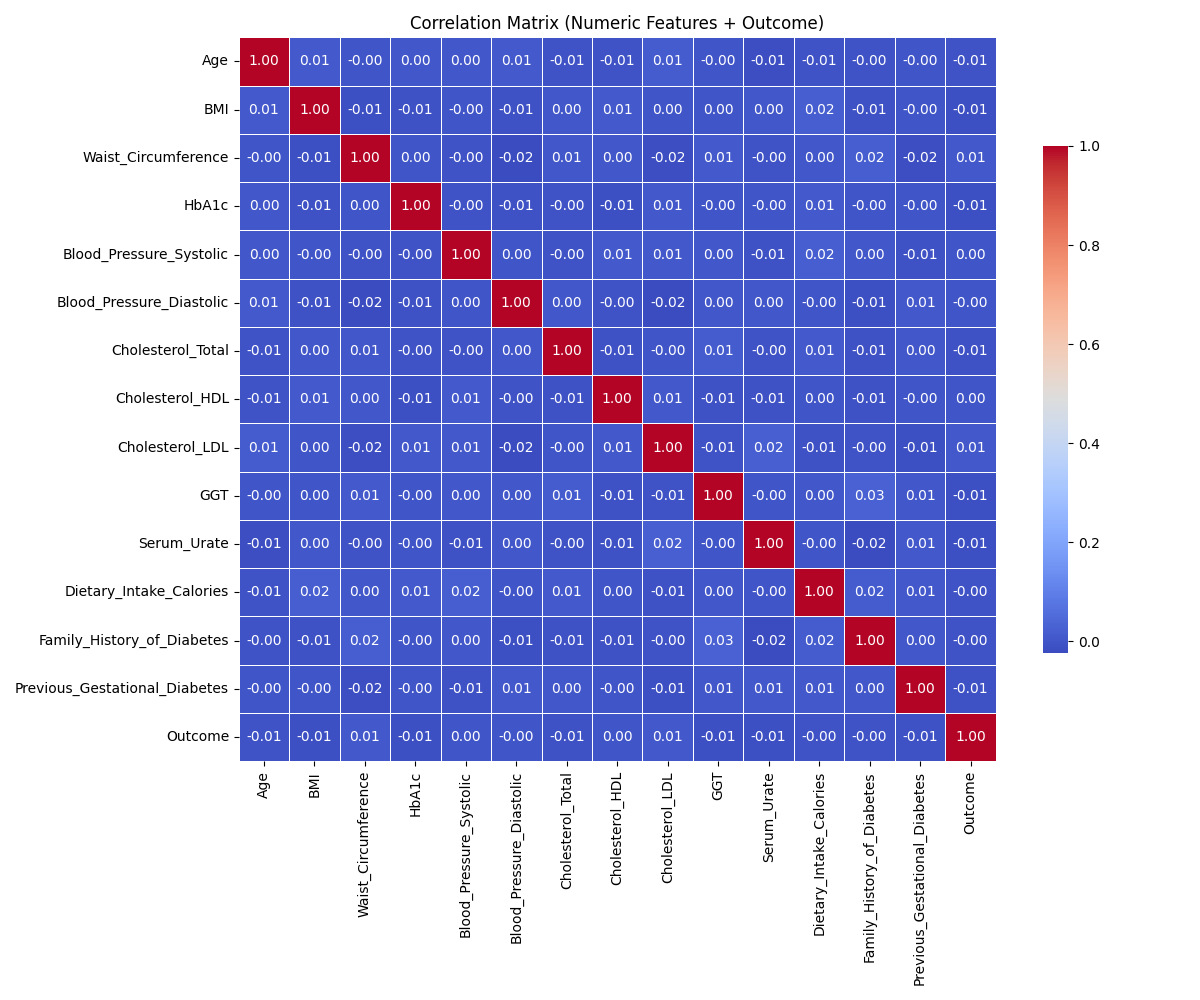 Correlation Matrix (Numeric Features + Outcome)
Age 1.00 0.01 -0.00 0.00 0.00 0.01 -0.01 -0.01 0.01 -0.00 -0.01 -0.01 -0.00 -0.00 -0.01
BMI 0.01 1.00 -0.01 -0.01 -0.00 -0.01 0.00 0.01 0.00 0.00 0.00 0.02 -0.01 -0.00 -0.01
Waist_Circumference -0.00 -0.01 1.00 0.00 -0.00 -0.02 0.01 0.00 -0.02 0.01 -0.00 0.00 0.02 -0.02 0.01
HbA1c 0.00 -0.01 0.00 1.00 -0.00 -0.01 -0.00 -0.01 0.01 -0.00 -0.00 0.01 -0.00 -0.00 -0.01
Blood_Pressure_Systolic 0.00 -0.00 -0.00 -0.00 1.00 0.00 -0.00 0.01 0.01 0.00 -0.01 0.02 0.00 -0.01 0.00
Blood_Pressure_Diastolic 0.01 -0.01 -0.02 -0.01 0.00 1.00 0.00 -0.00 -0.02 0.00 0.00 -0.00 -0.01 0.01 -0.00
Cholesterol_Total -0.01 0.00 0.01 -0.00 -0.00 0.00 1.00 -0.01 -0.00 0.01 -0.00 0.01 -0.01 0.00 -0.01
Cholesterol_HDL -0.01 0.01 0.00 -0.01 0.01 -0.00 -0.01 1.00 0.01 -0.01 -0.01 0.00 -0.01 -0.00 0.00
Cholesterol_LDL 0.01 0.00 -0.02 0.01 0.01 -0.02 -0.00 0.01 1.00 -0.01 0.02 -0.01 -0.00 -0.01 0.01
GGT -0.00 0.00 0.01 -0.00 0.00 0.00 0.01 -0.01 -0.01 1.00 -0.00 0.00 0.03 0.01 -0.01
Serum_Urate -0.01 0.00 -0.00 -0.00 -0.01 0.00 -0.00 -0.01 0.02 -0.00 1.00 -0.00 -0.02 0.01 -0.01
Dietary_Intake_Calories -0.01 0.02 0.00 0.01 0.02 -0.00 0.01 0.00 -0.01 0.00 -0.00 1.00 0.02 0.01 -0.00
Family_History_of_Diabetes -0.00 -0.01 0.02 -0.00 0.00 -0.01 -0.01 -0.01 -0.00 0.03 -0.02 0.02 1.00 0.00 -0.00
Previous_Gestational_Diabetes -0.00 -0.00 -0.02 -0.00 -0.01 0.01 0.00 -0.00 -0.01 0.01 0.01 0.01 0.00 1.00 -0.01
Outcome -0.01 -0.01 0.01 -0.01 0.00 -0.00 -0.01 0.00 0.01 -0.01 -0.01 -0.00 -0.00 -0.01 1.00
Age
BMI
Waist_Circumference
HbA1c
Blood_Pressure_Systolic
Blood_Pressure_Diastolic
Cholesterol_Total
Cholesterol_HDL
Cholesterol_LDL
GGT
Serum_Urate
Dietary_Intake_Calories
Family_History_of_Diabetes
Previous_Gestational_Diabetes
Outcome
1.0
0.8
0.6
0.4
0.2
0.0